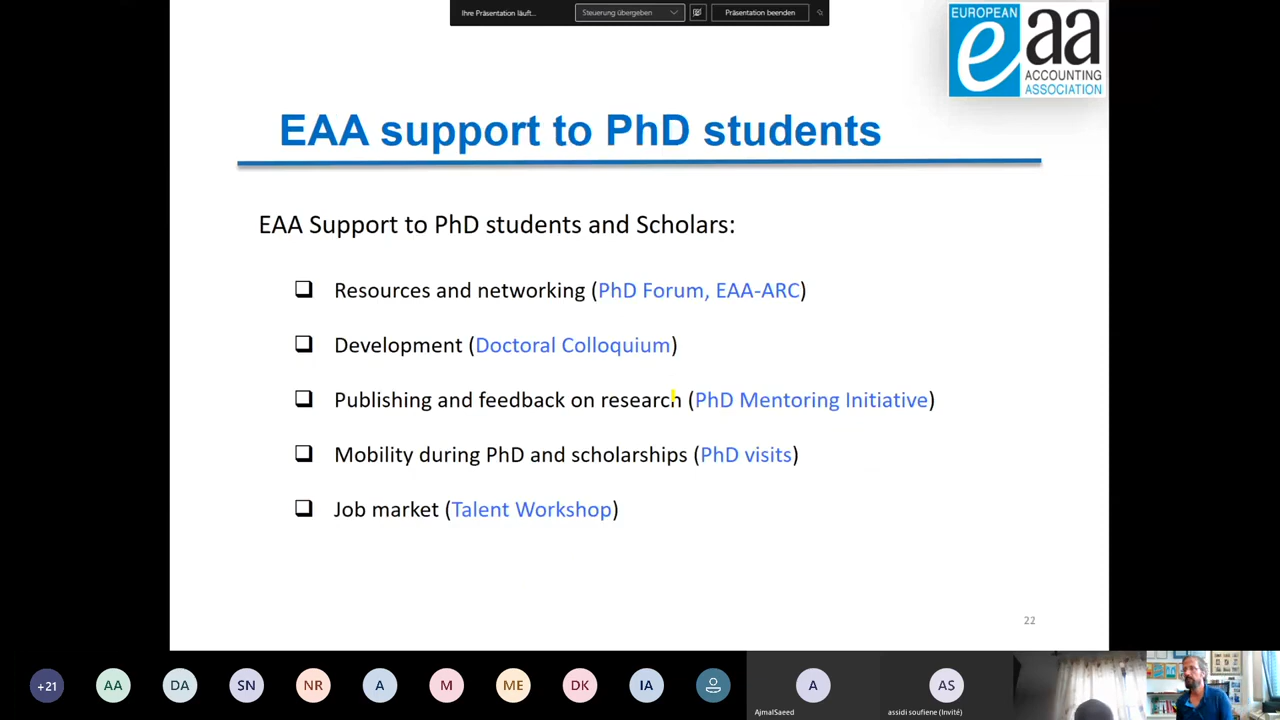 Ihre Präsentation läuft...
Steuerung übergeben
Präsentation beenden
EUROPEAN
eaa
ACCOUNTING
ASSOCIATION
EAA support to PhD students
EAA Support to PhD students and Scholars:
Resources and networking (PhD Forum, EAA-ARC)
Development (Doctoral Colloquium)
Publishing and feedback on research (PhD Mentoring Initiative)
Mobility during PhD and scholarships (PhD visits)
Job market (Talent Workshop)
22
+21
AA
DA
SN
NR
A
M
ME
DK
IA
A
AS
AjmalSaeed
assidi soufiene (Invité)